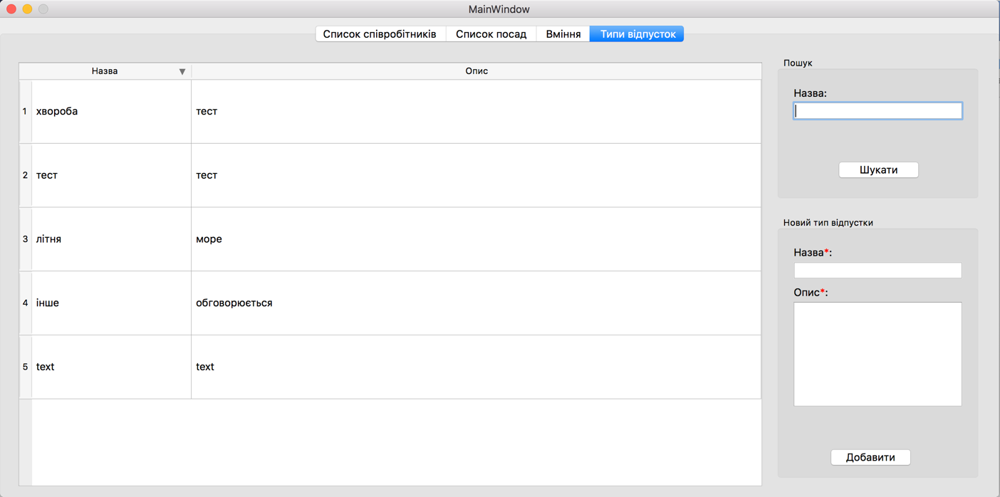 MainWindow
Список співробітників Список посад Вміння Типи відпусток
Назва Опис
1 хвороба тест
2 тест тест
3 літня море
4 інше обговорюється
5 text text
Пошук
Назва:
Шукати
Новий тип відпустки
Назва*:
Опис*:
Добавити